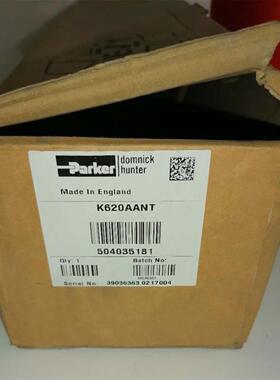 Parker domnick
hunter
Made In England
K620AANT
504035181
Qty: 1 Batch No:
Serial No: 39036363 0217004